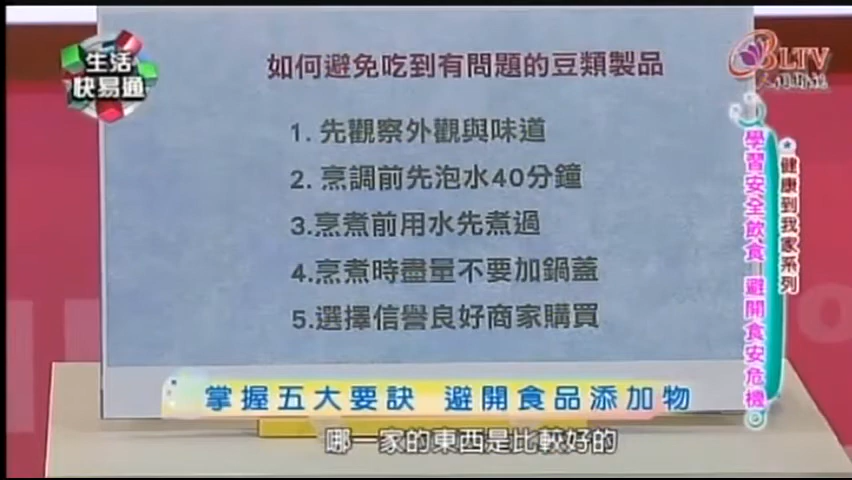 生活
快易通
如何避免吃到有問題的豆類製品
BLTV
1. 先觀察外觀與味道
2. 烹調前先泡水40分鐘
3.烹煮前用水先煮過
4.烹煮時盡量不要加鍋蓋
5.選擇信譽良好商家購買
健康到我家系列
學習安全飲食 避開食安危機
掌握五大要訣 避開食品添加物
哪一家的東西是比較好的